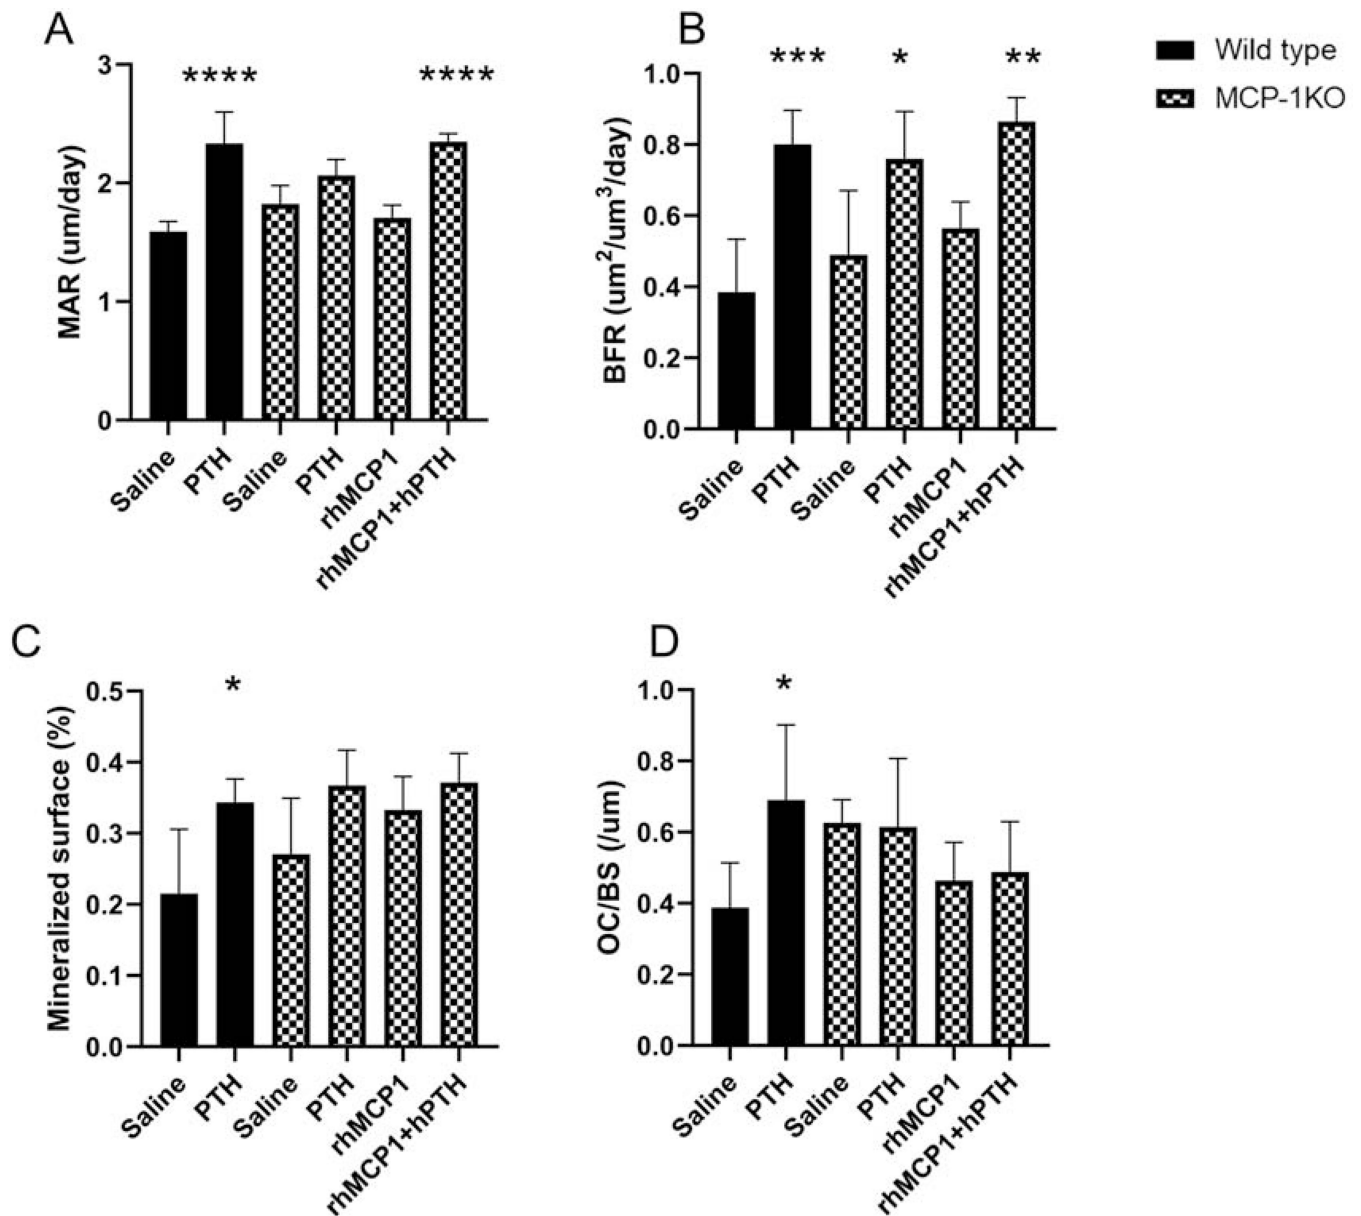 A
MAR (um/day)
3
2
1
0
****
****
Saline
PTH
Saline
PTH
rhMCP1
rhMCP1+hPTH
B
BFR (um²/um³/day)
1.0
0.8
0.6
0.4
0.2
0.0
***
*
**
Saline
PTH
Saline
PTH
rhMCP1
rhMCP1+hPTH
Wild type
MCP-1KO
C
Mineralized surface (%)
0.5
0.4
0.3
0.2
0.1
0.0
*
Saline
PTH
Saline
PTH
rhMCP1
rhMCP1+hPTH
D
OC/BS (/um)
1.0
0.8
0.6
0.4
0.2
0.0
*
Saline
PTH
Saline
PTH
rhMCP1
rhMCP1+hPTH